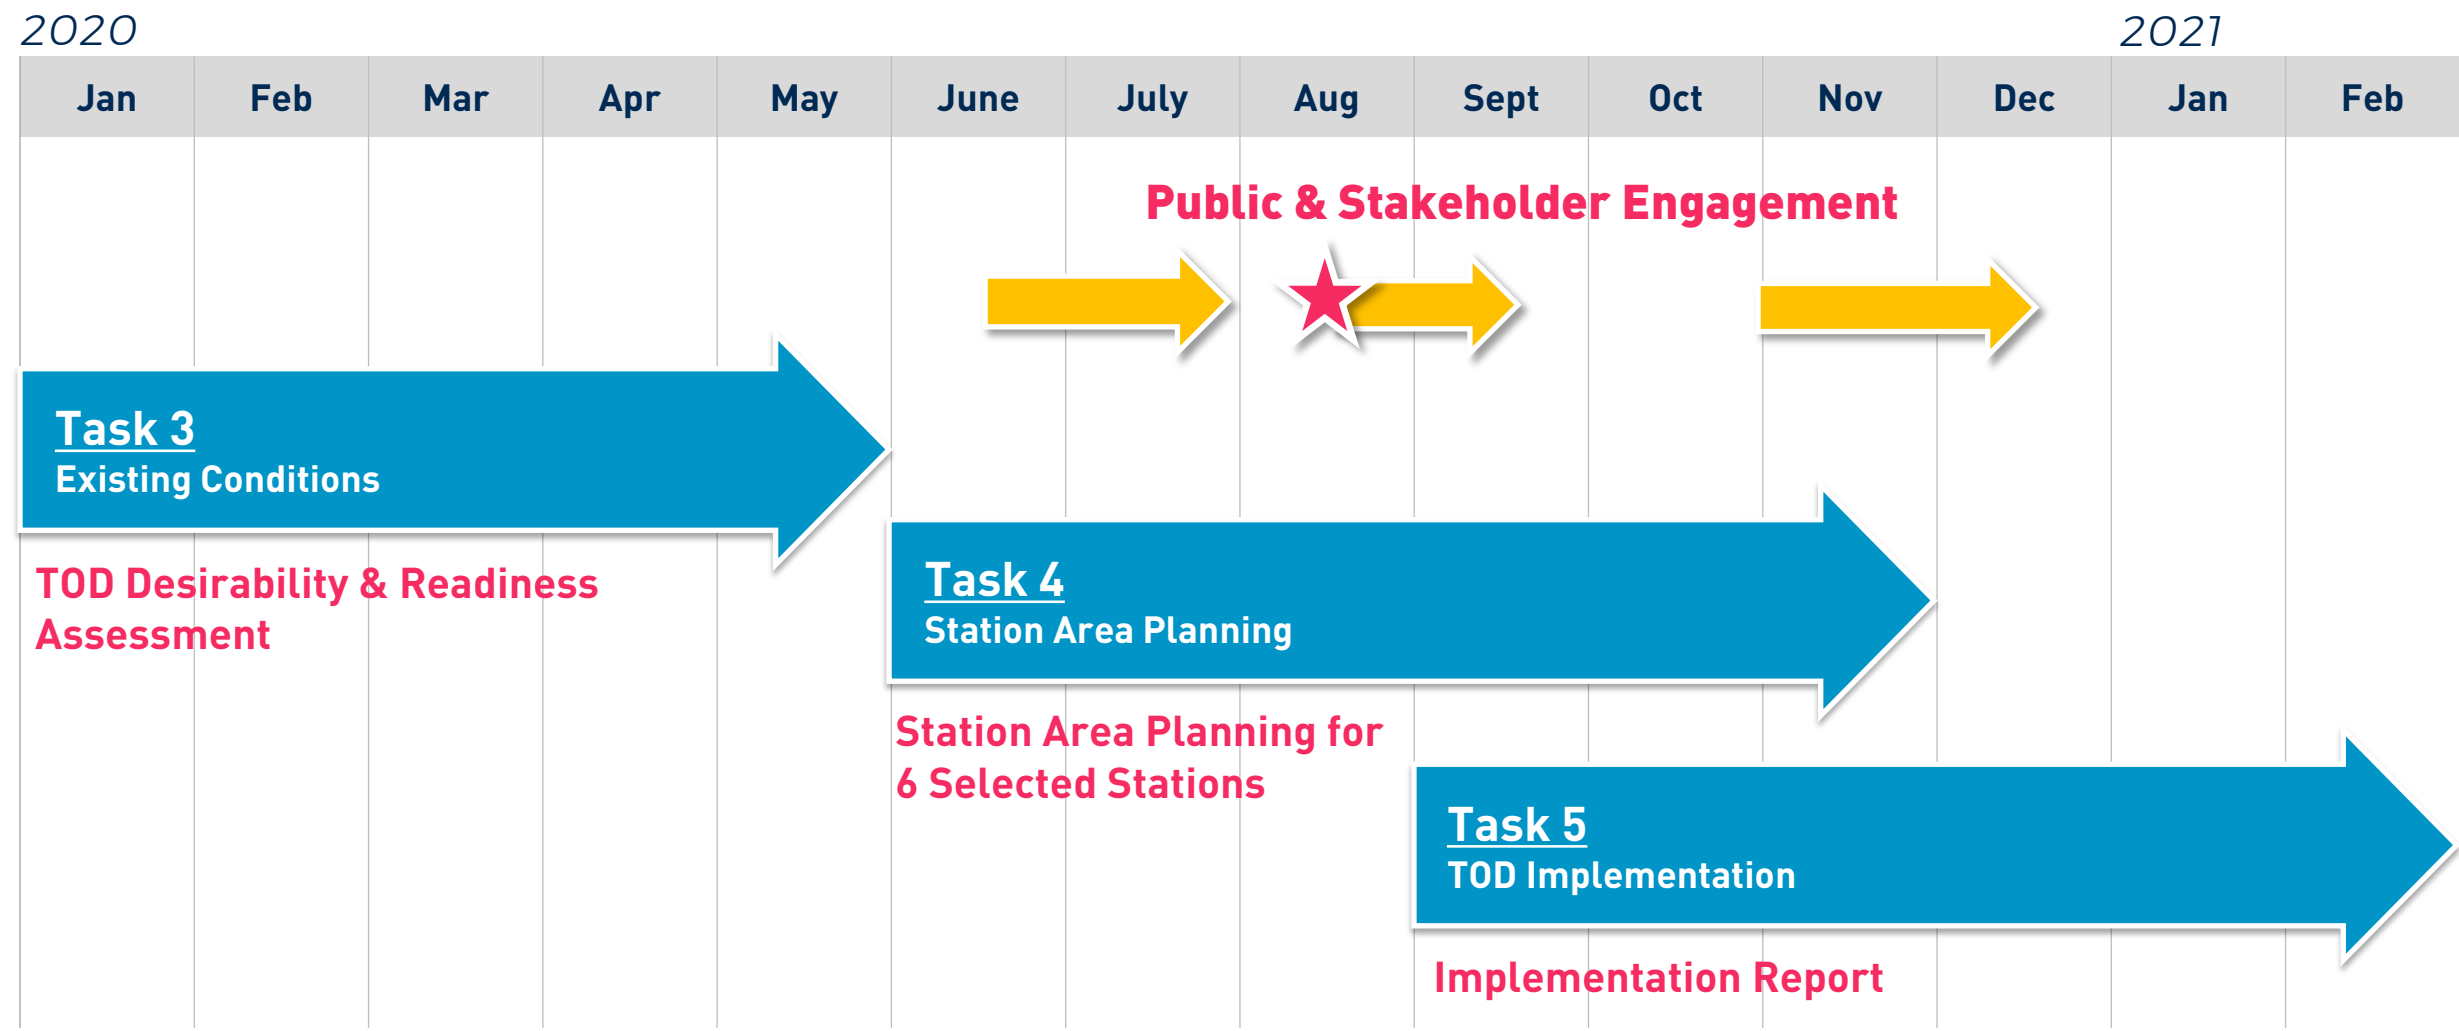 2020
2021
Jan
Feb
Mar
Apr
May
June
July
Aug
Sept
Oct
Nov
Dec
Jan
Feb
Public & Stakeholder Engagement
Task 3
Existing Conditions
TOD Desirability & Readiness
Assessment
Task 4
Station Area Planning
Station Area Planning for
6 Selected Stations
Task 5
TOD Implementation
Implementation Report